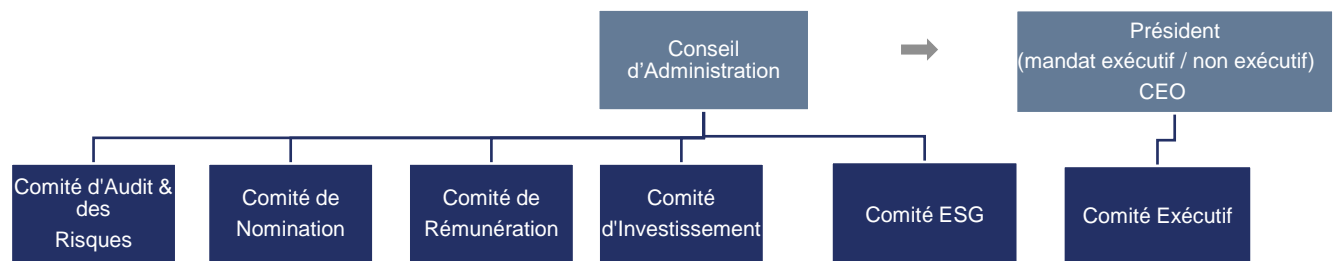 Conseil
d'Administration
Président
(mandat exécutif / non exécutif)
CEO
Comité d'Audit &
des
Risques
Comité de
Nomination
Comité de
Rémunération
Comité
d'Investissement
Comité ESG
Comité Exécutif